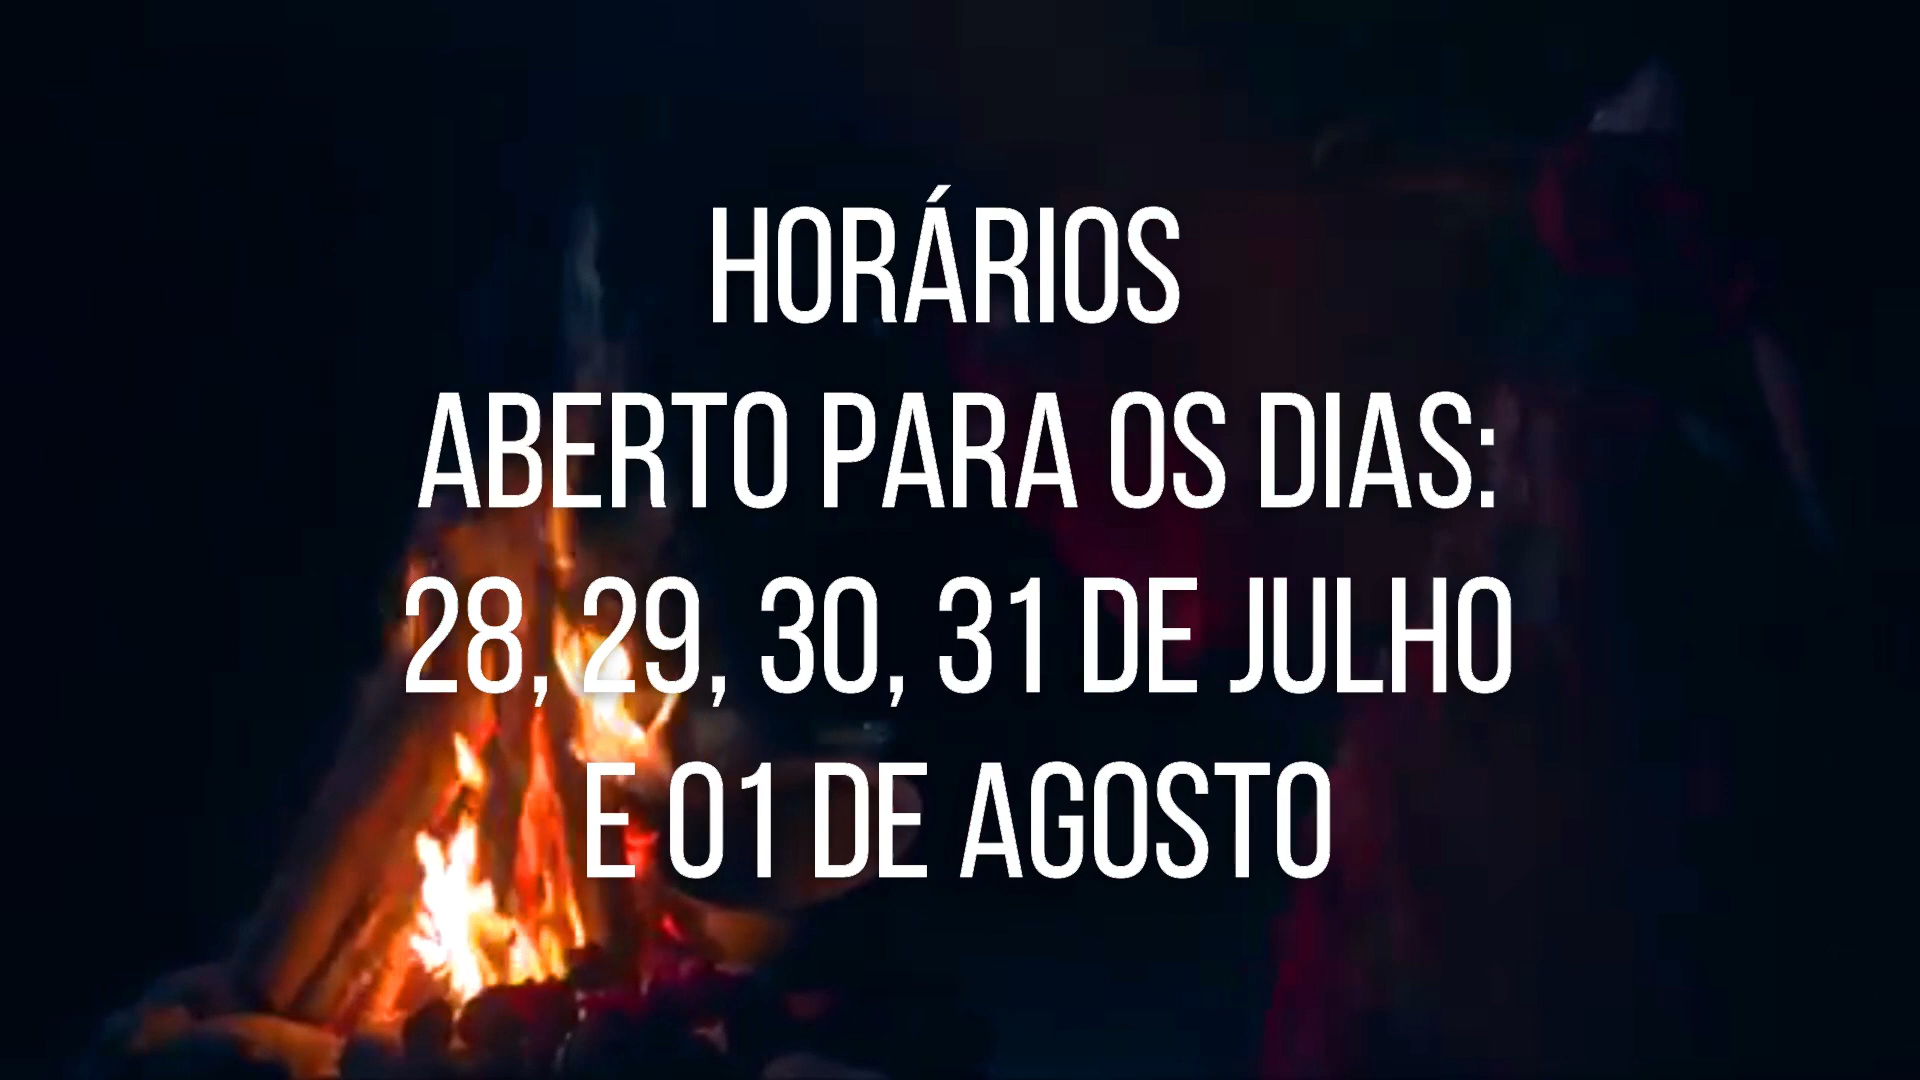 HORÁRIOS
ABERTO PARA OS DIAS:
28, 29, 30, 31 DE JULHO
E 01 DE AGOSTO